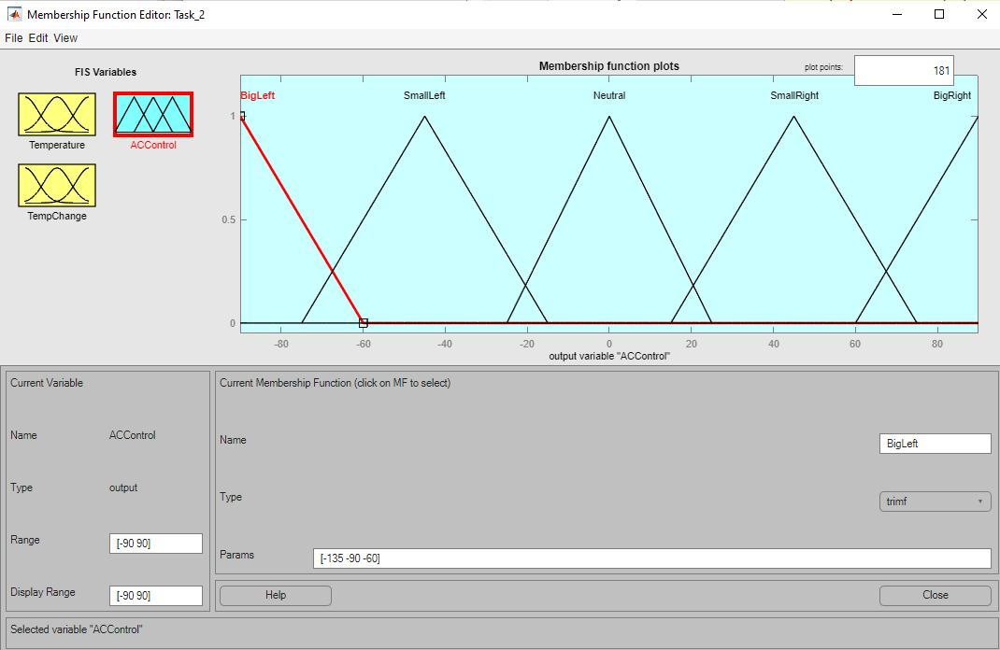 Membership Function Editor: Task_2
File Edit View
FIS Variables
Temperature
ACControl
TempChange
Membership function plots
plot points:
181
BigLeft
SmallLeft
Neutral
SmallRight
BigRight
1
0.5
0
-80 -60 -40 -20 0 20 40 60 80
output variable "ACControl"
Current Variable
Name ACControl
Type output
Range [-90 90]
Display Range [-90 90]
Current Membership Function (click on MF to select)
Name BigLeft
Type trimf
Params [-135 -90 -60]
Help Close
Selected variable "ACControl"